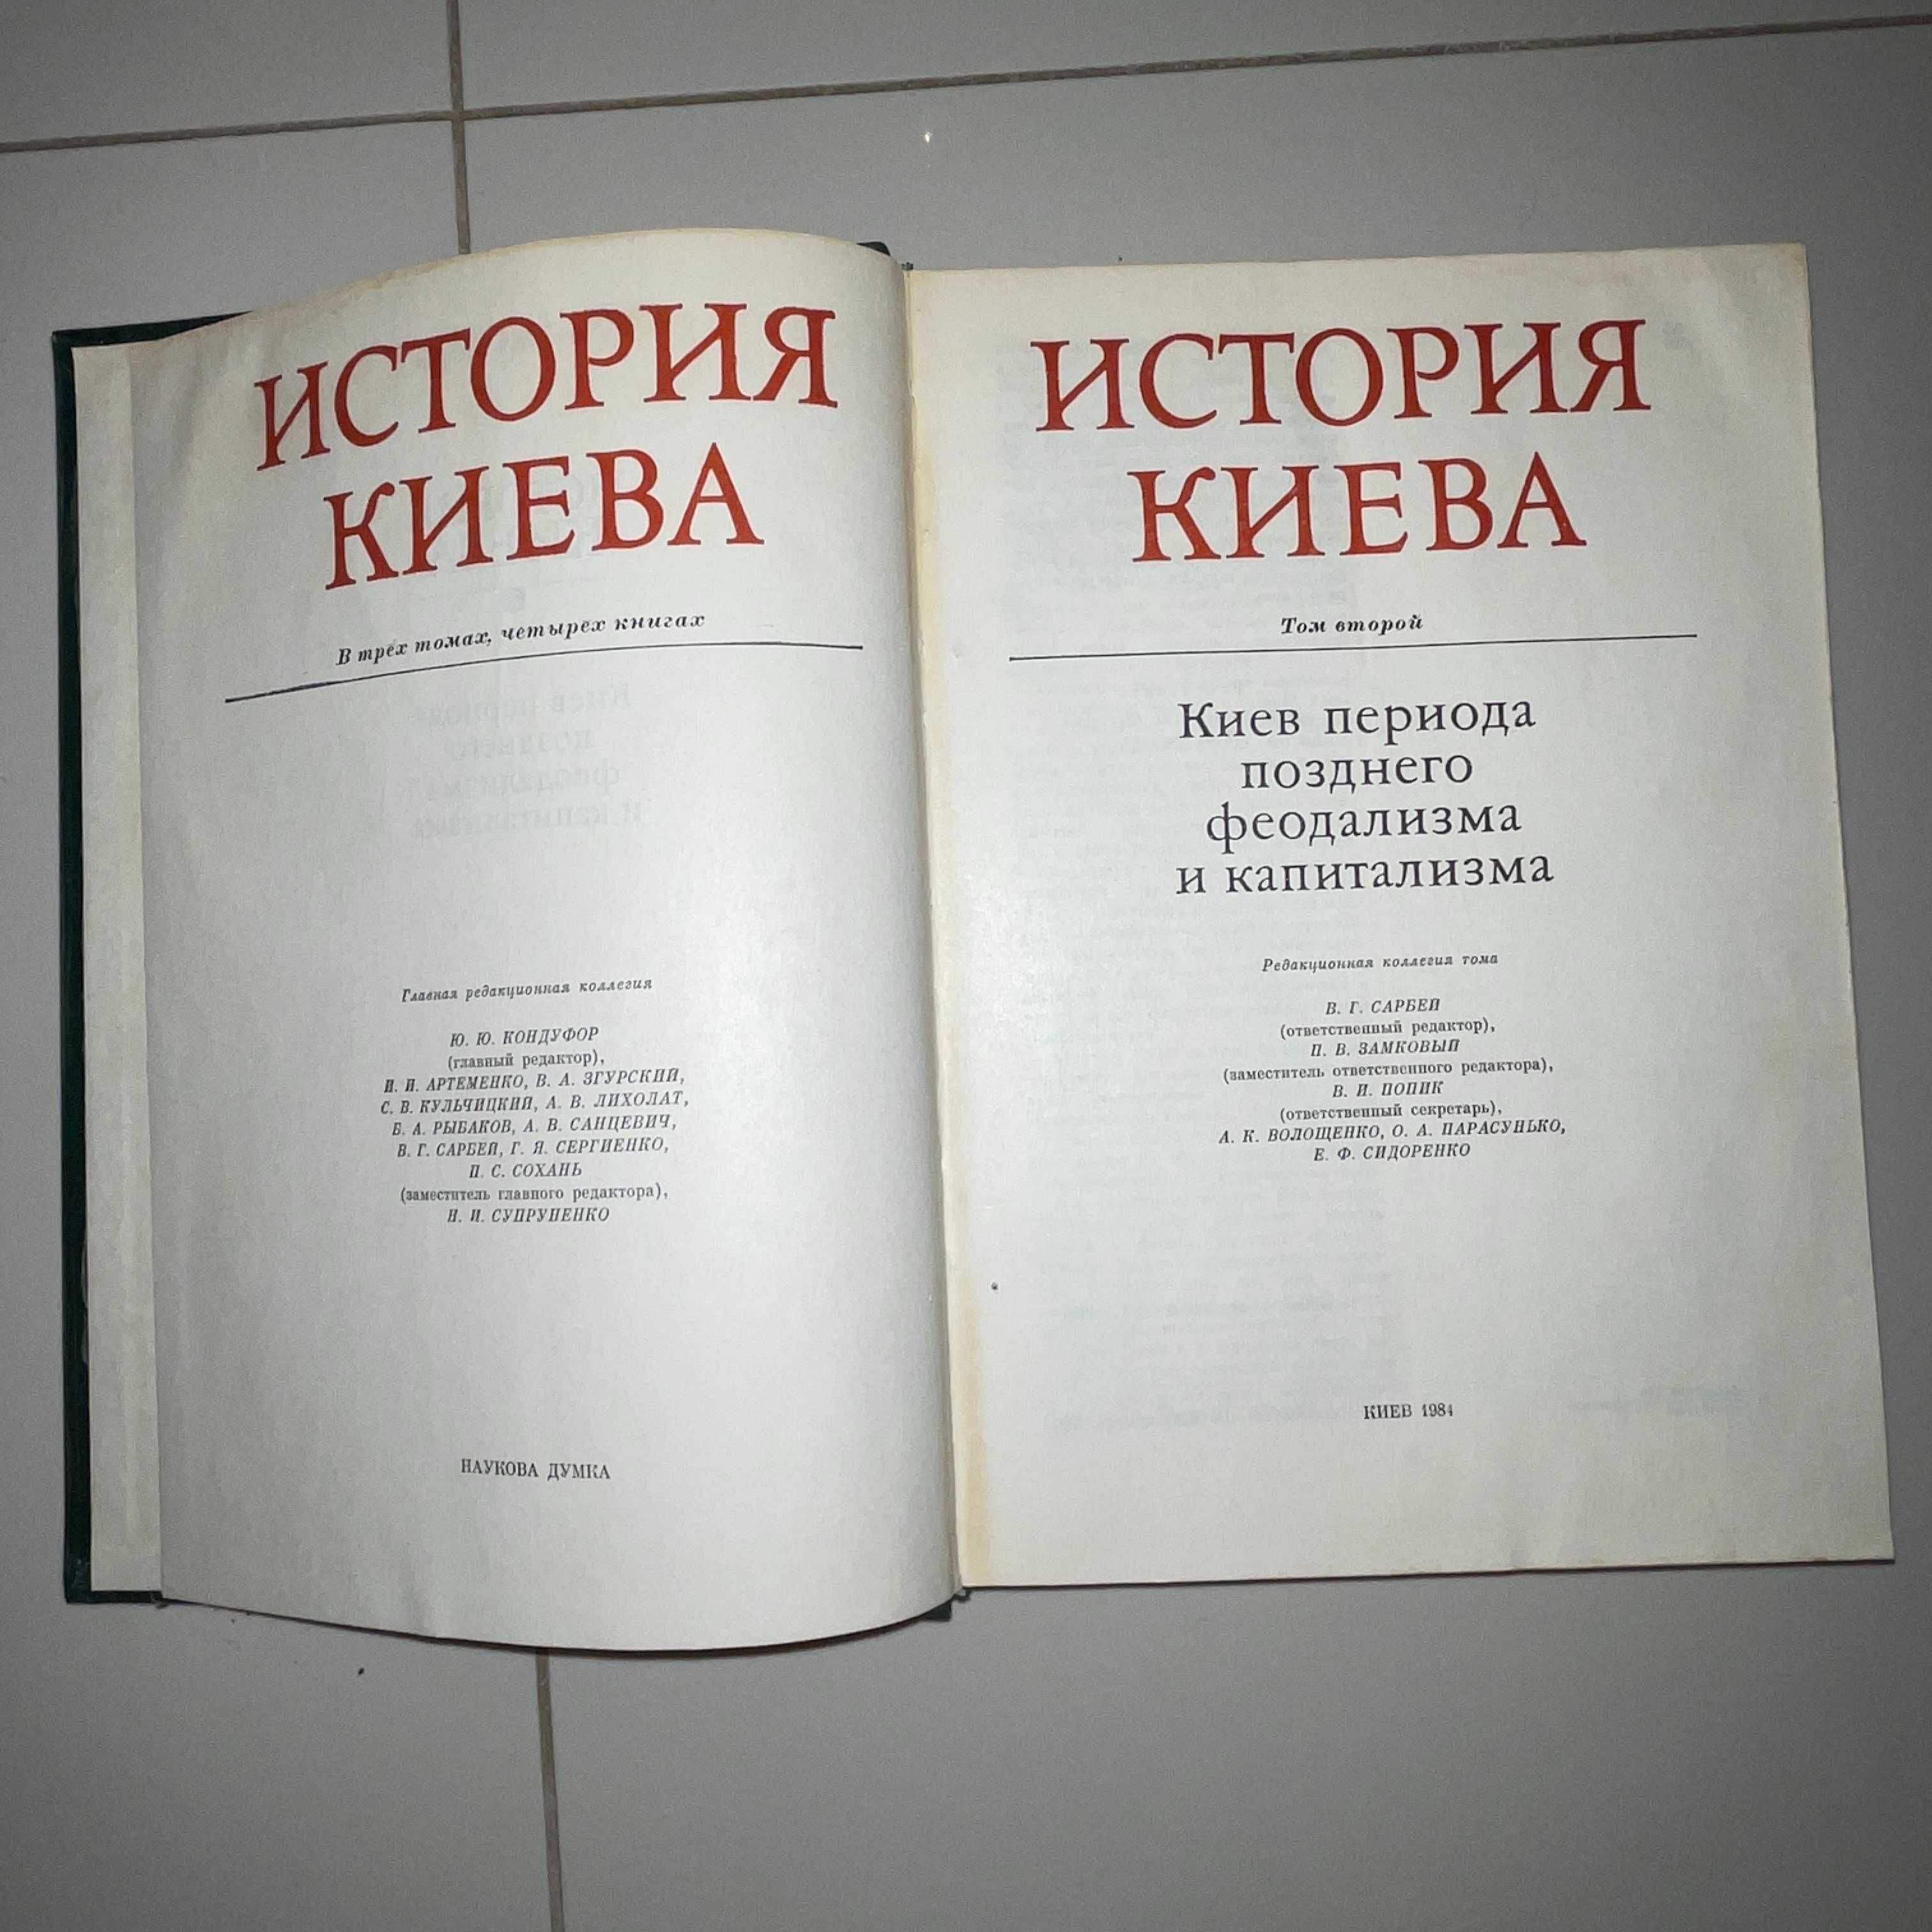 ИСТОРИЯ
КИЕВА
В трех томах, четырех книгах
Главная редакционная коллегия
Ю. Ю. КОНДУФОР
(главный редактор),
И. И. АРТЕМЕНКО, В. А. ЗГУРСКИЙ,
С. В. КУЛЬЧИЦКИЙ, А. В. ЛИХОЛАТ,
Б. А. РЫБАКОВ, А. В. САНЦЕВИЧ,
В. Г. САРБЕЙ, Г. Я. СЕРГИЕНКО,
П. С. СОХАНЬ
(заместитель главного редактора),
Н. И. СУПРУНЕНКО
НАУКОВА ДУМКА
ИСТОРИЯ
КИЕВА
Том второй
Киев периода
позднего
феодализма
и капитализма
Редакционная коллегия тома
В. Г. САРБЕЙ
(ответственный редактор),
П. В. ЗАМКОВЫЙ
(заместитель ответственного редактора),
В. И. ПОПИК
(ответственный секретарь),
А. К. ВОЛОЩЕНКО, О. А. ПАРАСУНЬКО,
Е. Ф. СИДОРЕНКО
КИЕВ 1984